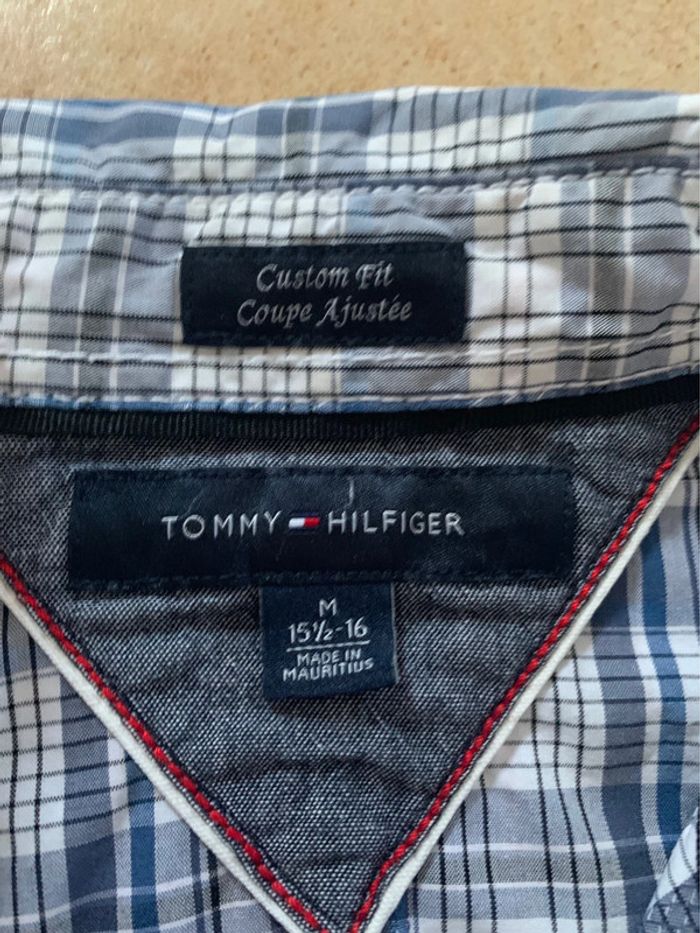 Custom Fit
Coupe Ajustée
TOMMY HILFIGER
M
15½-16
MADE IN
MAURITIUS